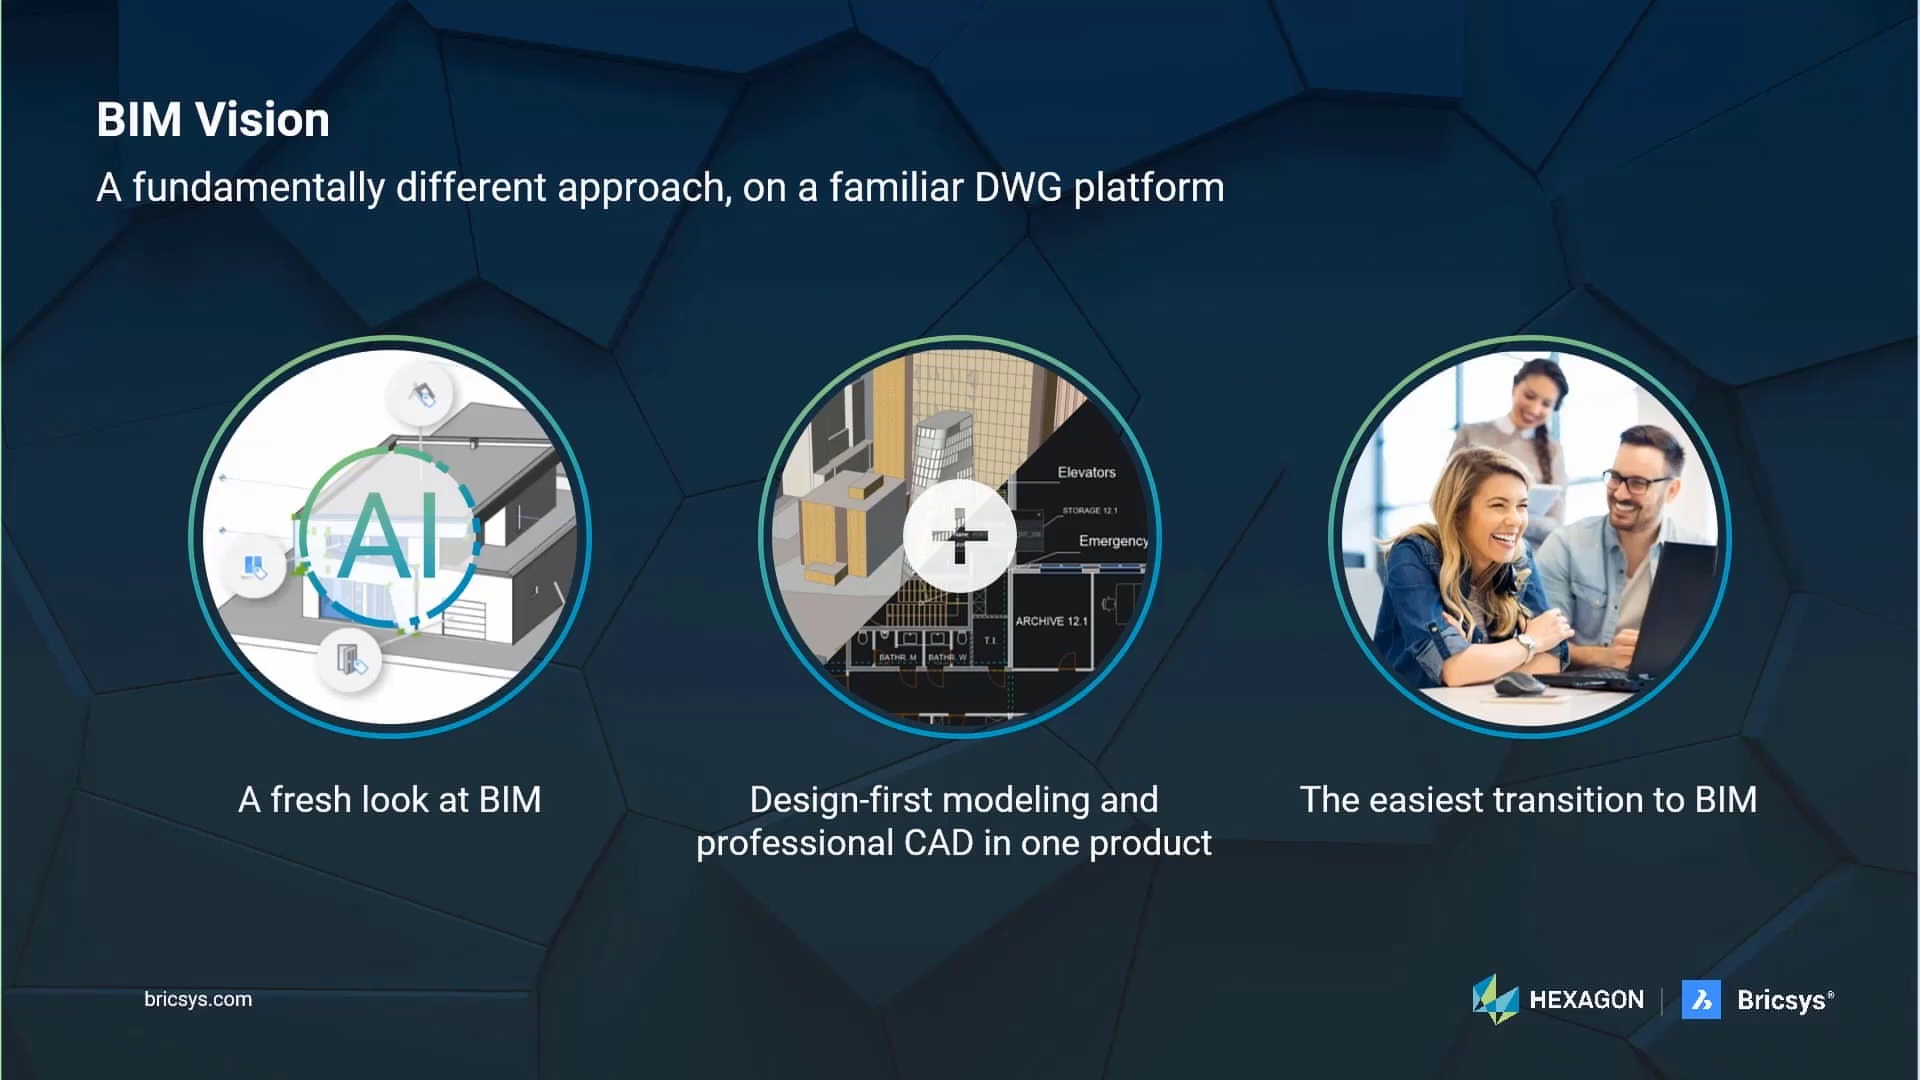 BIM Vision
A fundamentally different approach, on a familiar DWG platform
AI
Elevators
STORAGE 12.1
Emergency
ARCHIVE 12.1
T.I.
BATHR. M
BATHR. W
A fresh look at BIM
Design-first modeling and
professional CAD in one product
The easiest transition to BIM
bricsys.com
HEXAGON
Bricsys®